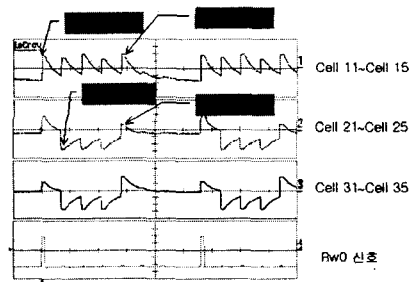 LeCroy
1
Cell 11~Cell 15
2
Cell 21~Cell 25
3
Cell 31~Cell 35
4
Rw0 신호